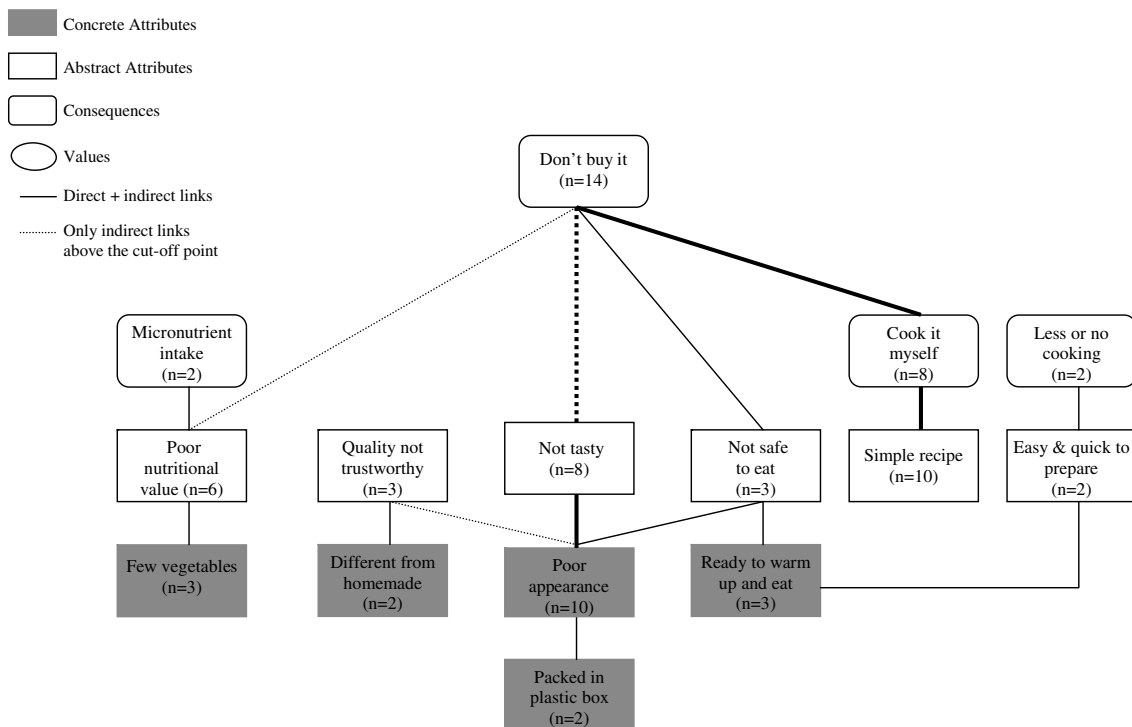 Concrete Attributes
Abstract Attributes
Consequences
Values
Direct + indirect links
Only indirect links
above the cut-off point
Don’t buy it
(n=14)
Micronutrient
intake
(n=2)
Cook it
myself
(n=8)
Less or no
cooking
(n=2)
Poor
nutritional
value (n=6)
Quality not
trustworthy
(n=3)
Not tasty
(n=8)
Not safe
to eat
(n=3)
Simple recipe
(n=10)
Easy & quick to
prepare
(n=2)
Few vegetables
(n=3)
Different from
homemade
(n=2)
Poor
appearance
(n=10)
Ready to warm
up and eat
(n=3)
Packed in
plastic box
(n=2)